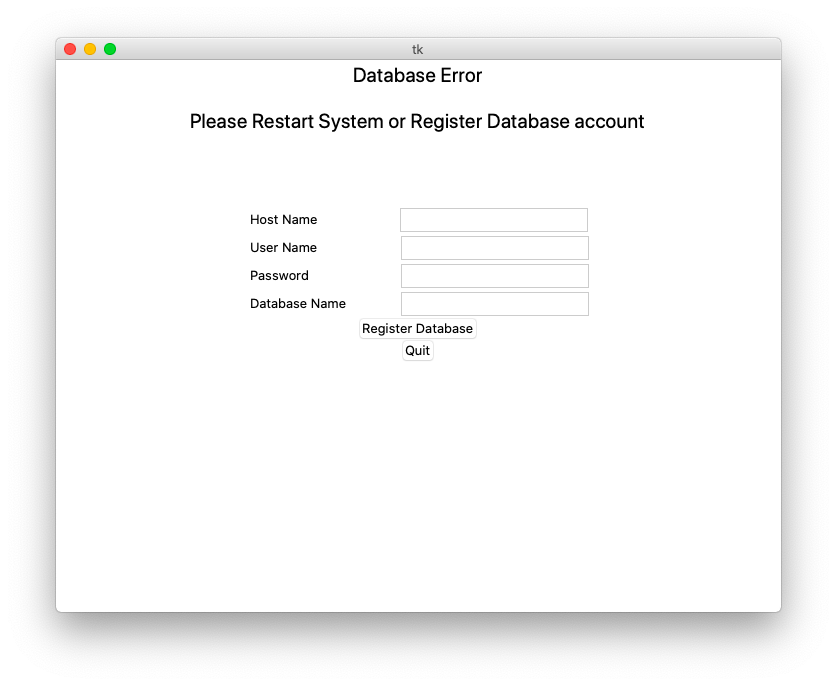 tk
Database Error
Please Restart System or Register Database account
Host Name
User Name
Password
Database Name
Register Database
Quit